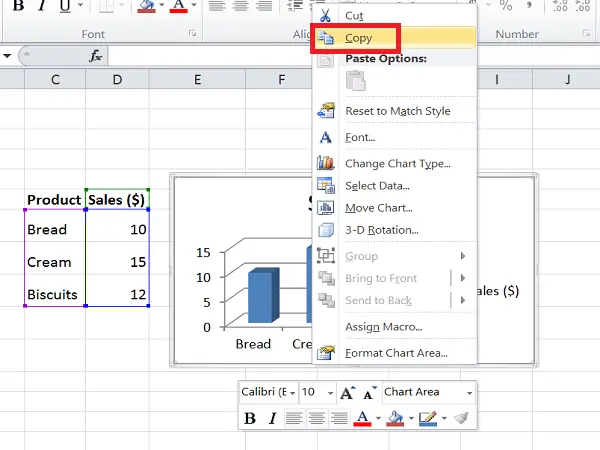 B I U A
Cut
Font
Alig
Number
Copy
fx
Paste Options:
C D E F I J
Reset to Match Style
Font...
Change Chart Type...
Product Sales ($)
Select Data...
Bread 10
Move Chart...
3-D Rotation...
Cream 15
Group
Bring to Front
Biscuits 12
Send to Back
ales ($)
15
10
5
0
Bread Cre
Assign Macro...
Format Chart Area...
Calibri (E 10 A A Chart Area
B I A